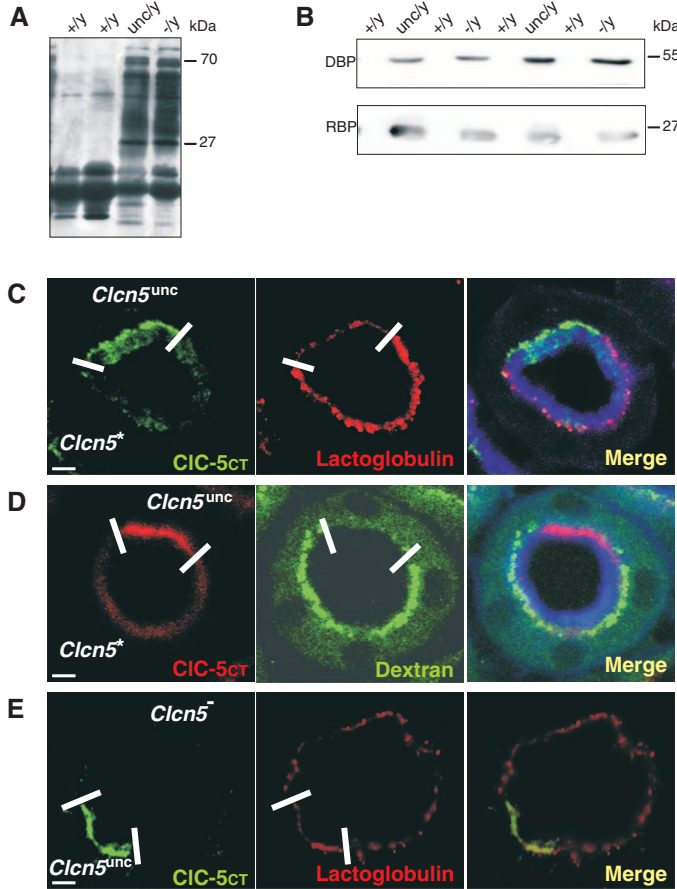 A
+/y +/y unc/y -/y kDa
70
27
B
+/y unc/y +/y -/y +/y unc/y +/y -/y kDa
DBP 55
RBP 27
C
Clcn5unc
Clcn5*
ClC-5CT
Lactoglobulin
Merge
D
Clcn5unc
Clcn5*
ClC-5CT
Dextran
Merge
E
Clcn5-
Clcn5unc
ClC-5CT
Lactoglobulin
Merge